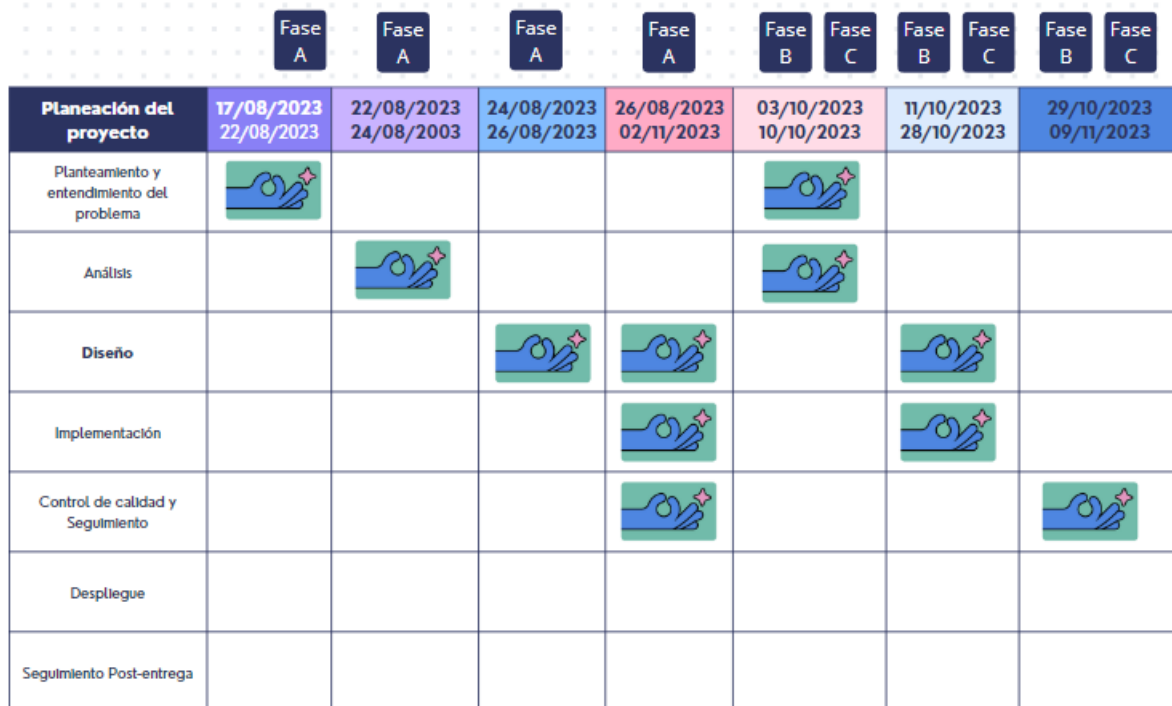 Fase
A
Fase
A
Fase
A
Fase
A
Fase
B
Fase
C
Fase
B
Fase
C
Fase
B
Fase
C
Planeación del
proyecto
17/08/2023
22/08/2023
22/08/2023
24/08/2003
24/08/2023
26/08/2023
26/08/2023
02/11/2023
03/10/2023
10/10/2023
11/10/2023
28/10/2023
29/10/2023
09/11/2023
Planteamiento y
entendimiento del
problema
Análisis
Diseño
Implementación
Control de calidad y
Seguimiento
Despliegue
Seguimiento Post-entrega